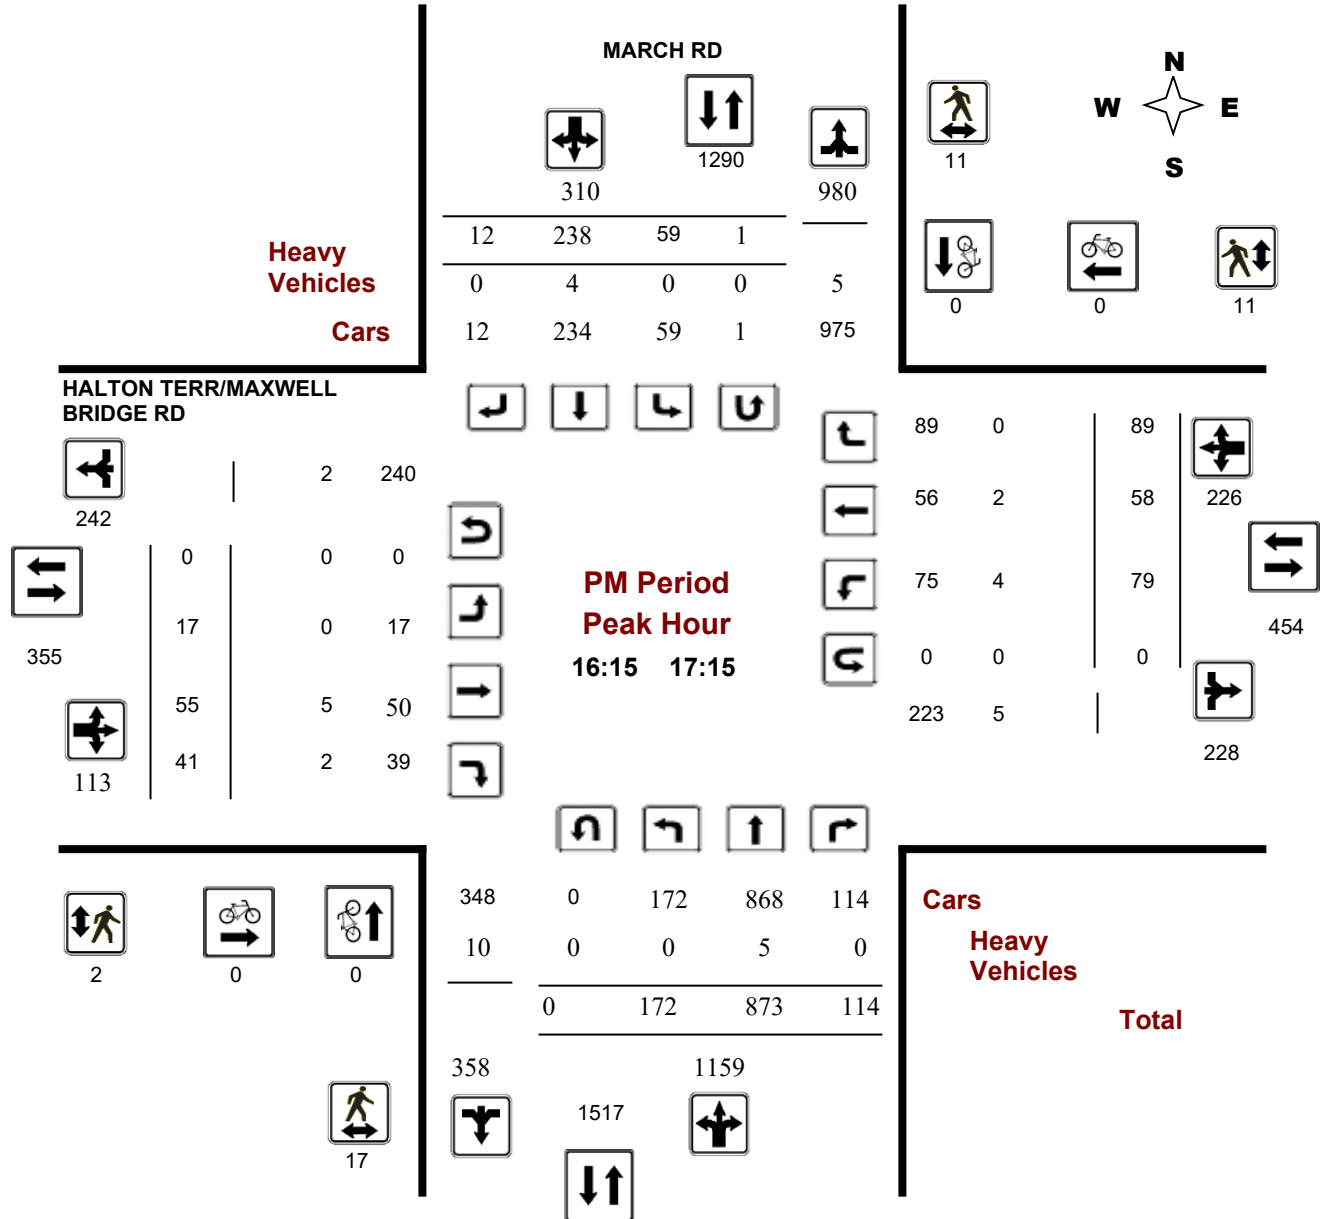 MARCH RD
N
W E
S
1290
11
310
980
12 238 59 1
Heavy
Vehicles
0 4 0 0 5
0 0 11
Cars
12 234 59 1 975
HALTON TERR/MAXWELL
BRIDGE RD
89 0 89
2 240
242
56 2 58
226
0 0 0
PM Period
75 4 79
17 0 17
Peak Hour
454
355
0 0 0
16:15 17:15
55 5 50
223 5
228
41 2 39
113
348 0 172 868 114
Cars
10 0 0 5 0
Heavy
Vehicles
2 0 0
0 172 873 114
Total
358 1159
1517
17